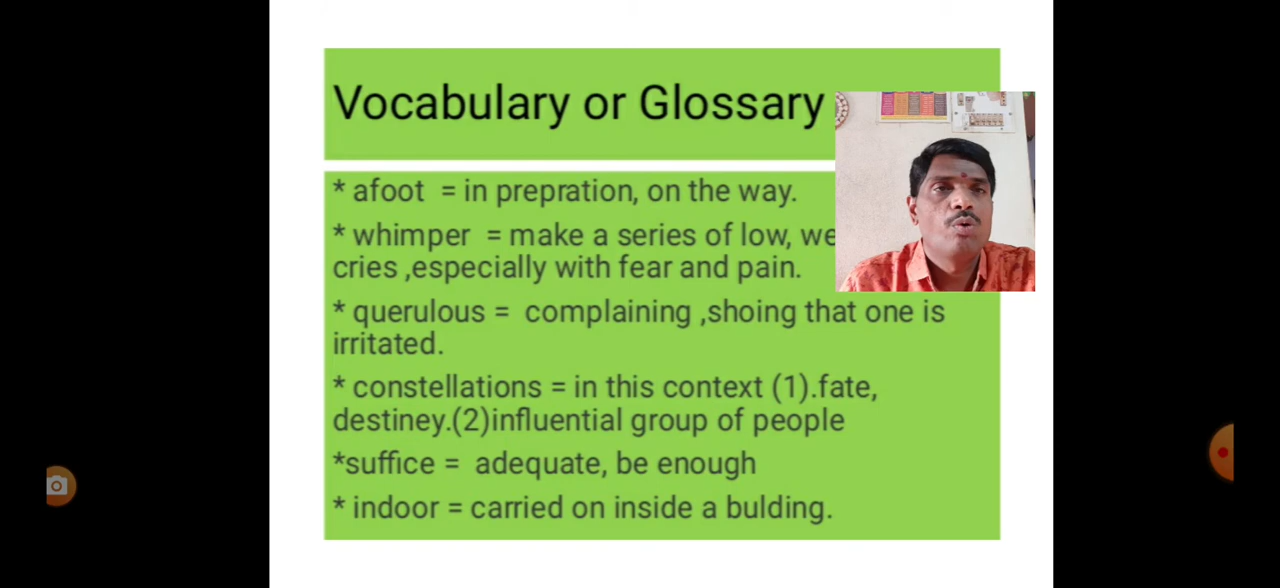 Vocabulary or Glossary
* afoot = in prepration, on the way.
* whimper = make a series of low,
cries ,especially with fear and pain.
* querulous = complaining ,shoing that one is
irritated.
* constellations = in this context (1).fate,
destiney.(2)influential group of people
*suffice = adequate, be enough
* indoor = carried on inside a bulding.